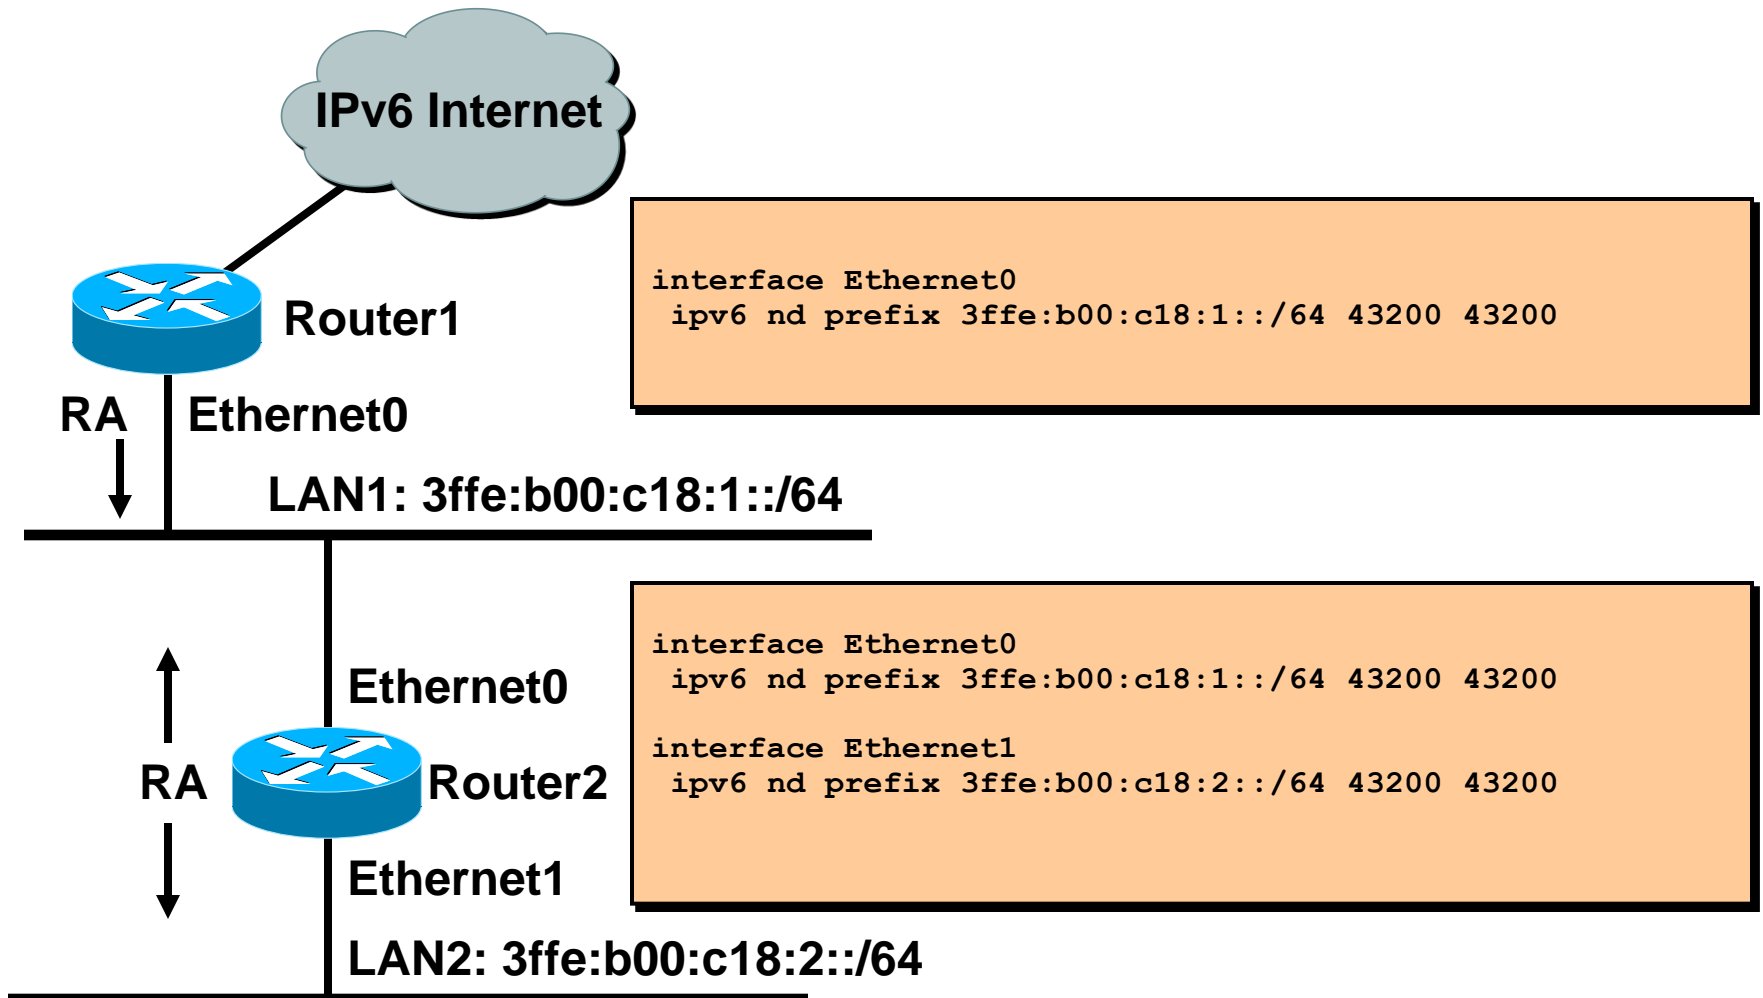 IPv6 Internet
interface Ethernet0
ipv6 nd prefix 3ffe:b00:c18:1::/64 43200 43200
Router1
RA
Ethernet0
LAN1: 3ffe:b00:c18:1::/64
interface Ethernet0
ipv6 nd prefix 3ffe:b00:c18:1::/64 43200 43200
interface Ethernet1
ipv6 nd prefix 3ffe:b00:c18:2::/64 43200 43200
Ethernet0
RA
Router2
Ethernet1
LAN2: 3ffe:b00:c18:2::/64